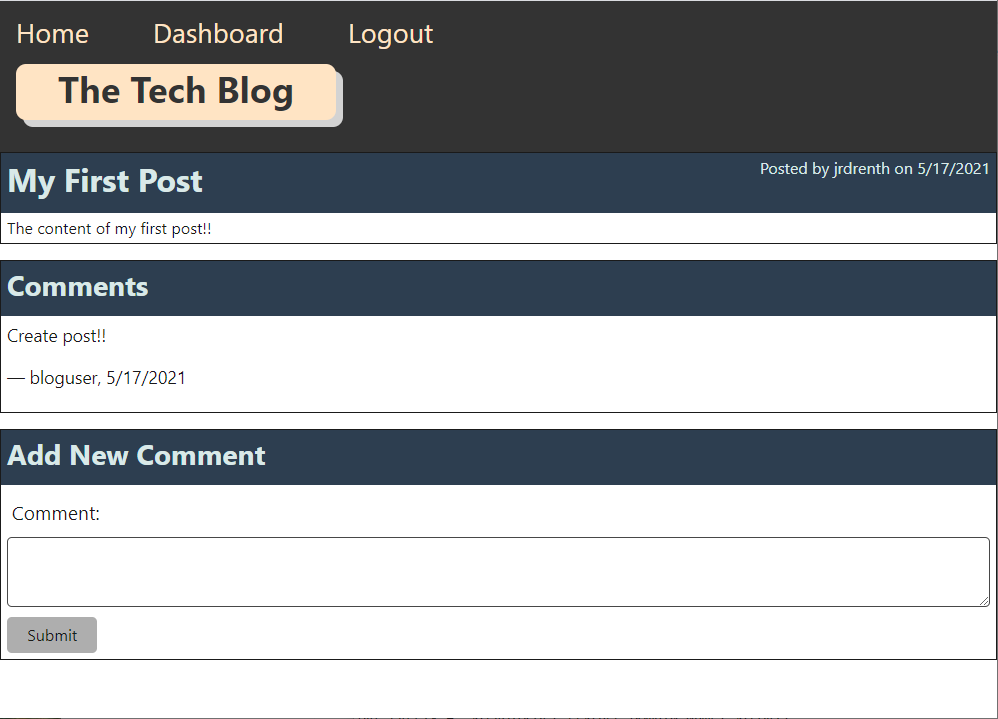 Home Dashboard Logout
The Tech Blog
My First Post
Posted by jrdrenth on 5/17/2021
The content of my first post!!
Comments
Create post!!
— bloguser, 5/17/2021
Add New Comment
Comment:
Submit